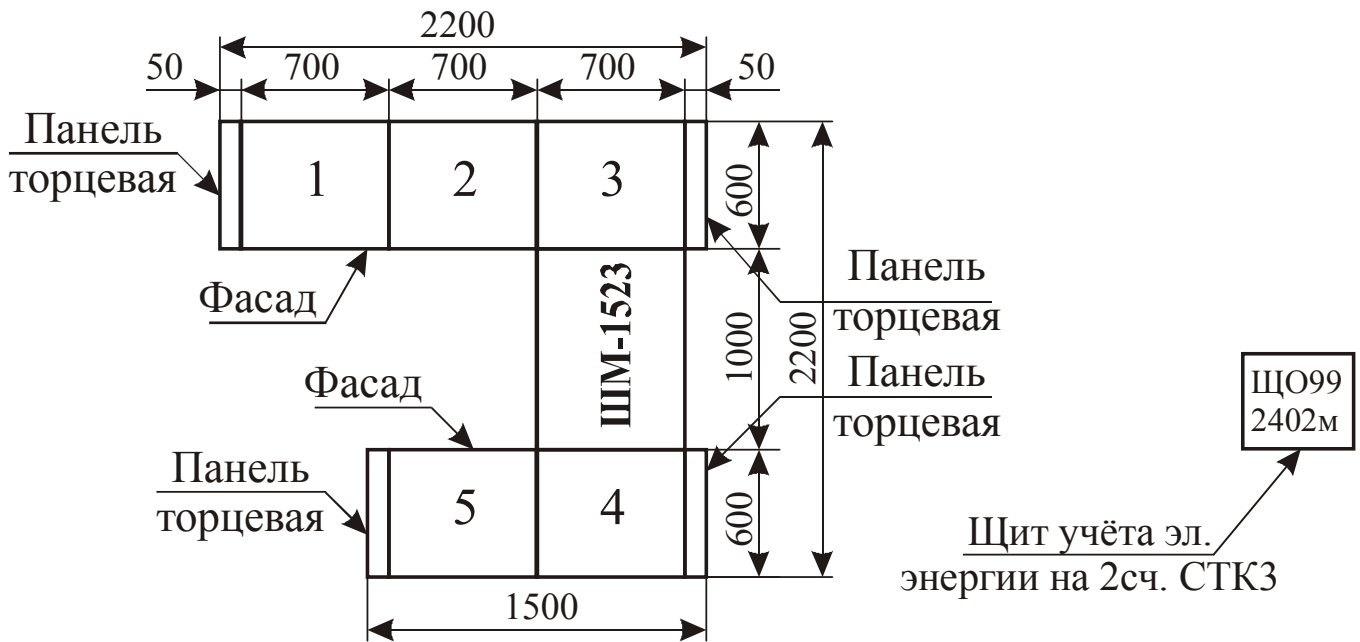 2200
50 700 700 700 50
Панель
торцевая
1 2 3
600
Фасад
ШМ-1523
1000
2200
Панель
торцевая
Фасад
Панель
торцевая
ЩО99
2402м
Панель
торцевая
5 4
600
Щит учёта эл.
энергии на 2сч. СТК3
1500